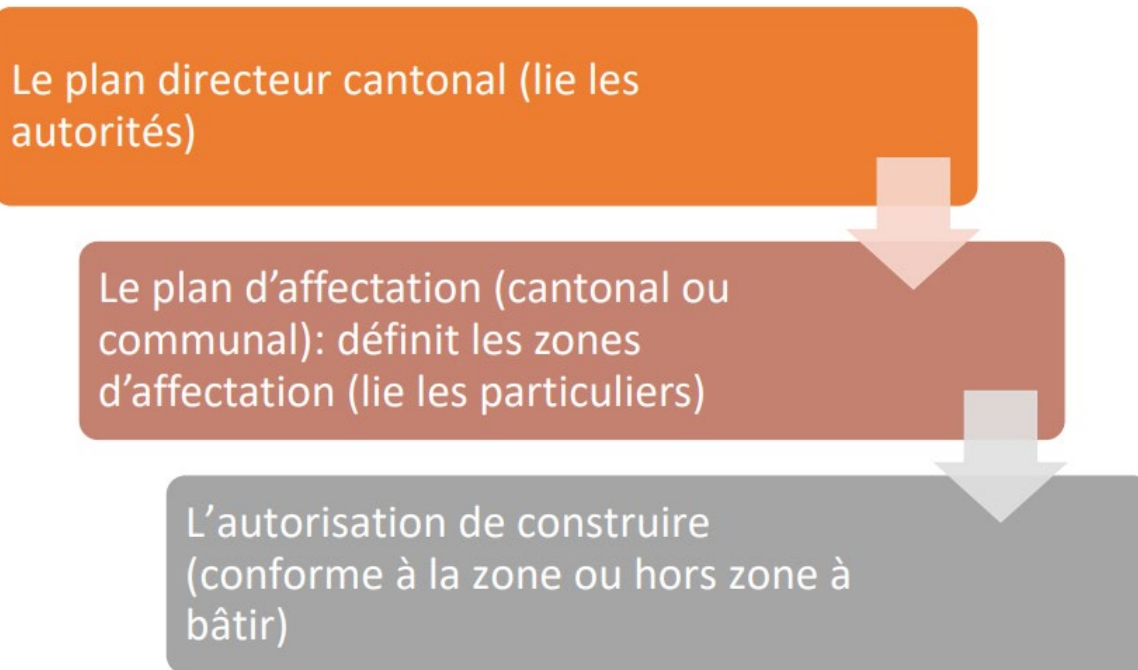 Le plan directeur cantonal (lie les
autorités)
Le plan d’affectation (cantonal ou
communal): définit les zones
d’affectation (lie les particuliers)
L’autorisation de construire
(conforme à la zone ou hors zone à
bâtir)